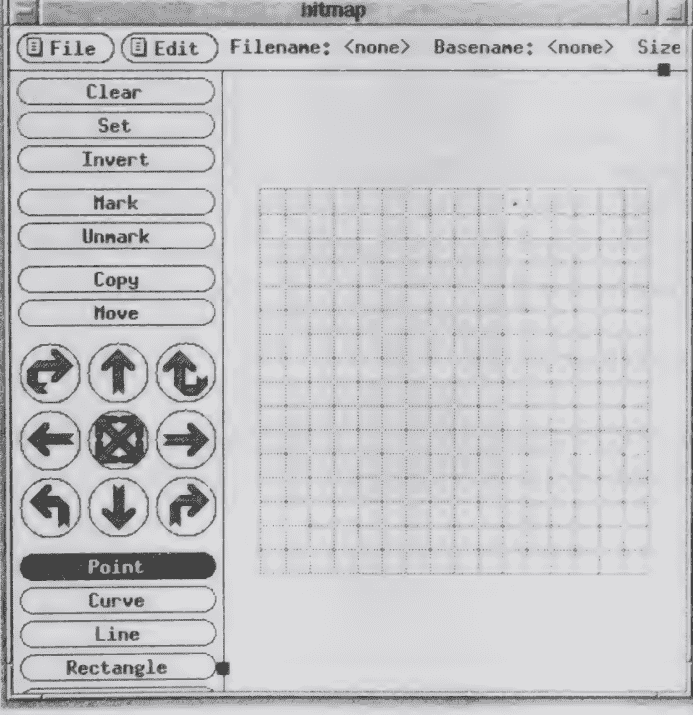 bitmap
File Edit Filename: <none> Basename: <none> Size
Clear
Set
Invert
Mark
Unmark
Copy
Move
Point
Curve
Line
Rectangle